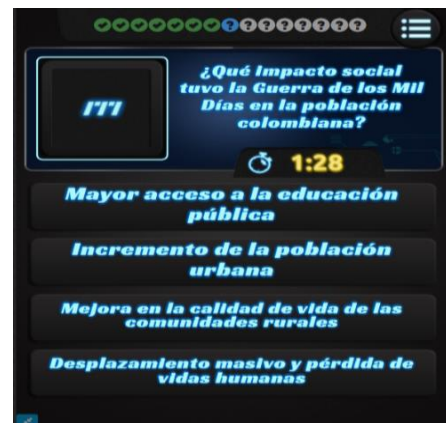 ¿Qué impacto social
tuvo la Guerra de los Mil
Días en la población
colombiana?
1:28
Mayor acceso a la educación
pública
Incremento de la población
urbana
Mejora en la calidad de vida de las
comunidades rurales
Desplazamiento masivo y pérdida de
vidas humanas